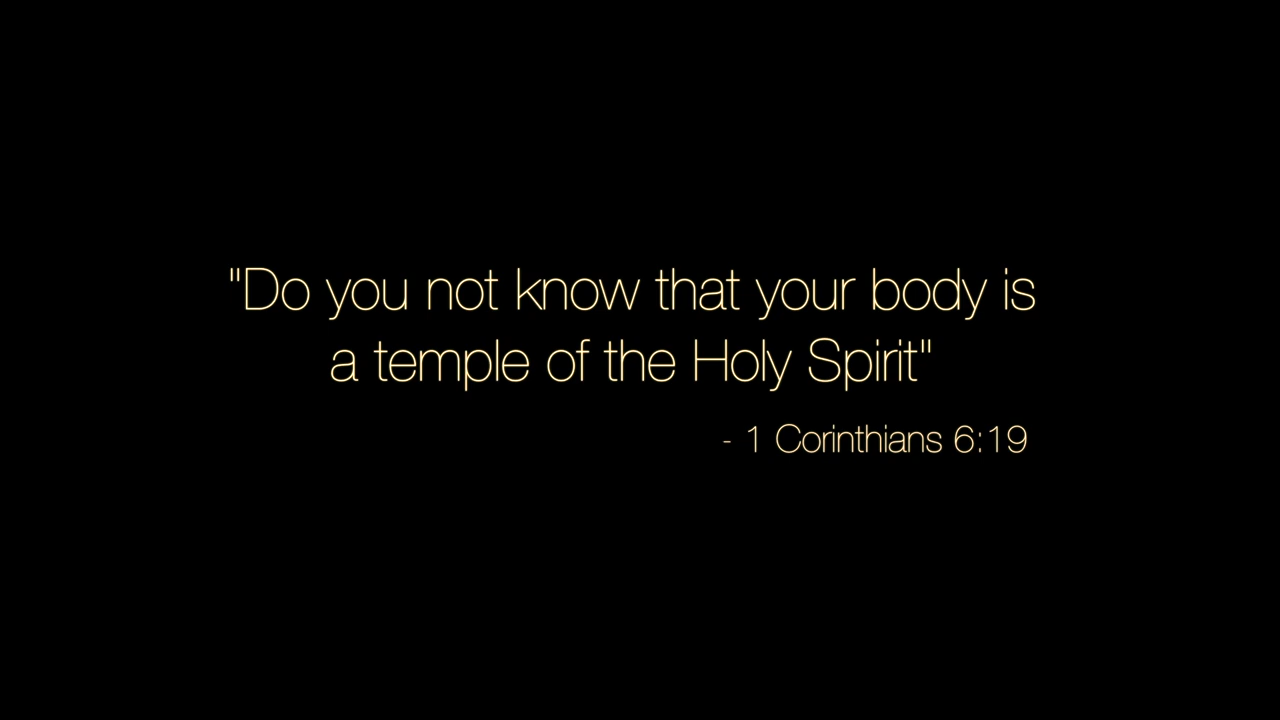 "Do you not know that your body is
a temple of the Holy Spirit"
- 1 Corinthians 6:19